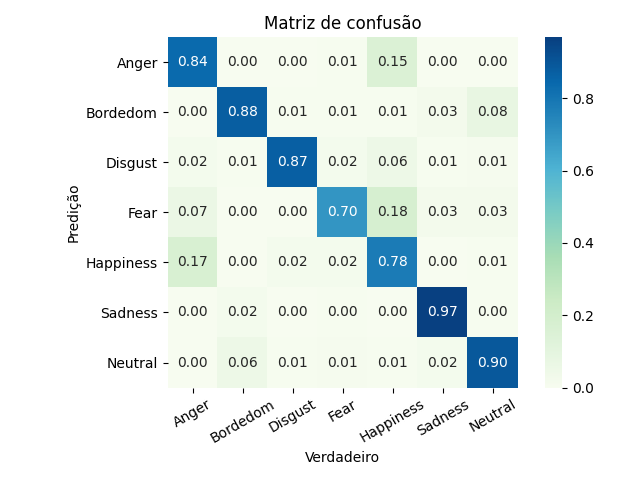 Matriz de confusão
Anger 0.84 0.00 0.00 0.01 0.15 0.00 0.00
Bordedom 0.00 0.88 0.01 0.01 0.01 0.03 0.08
Disgust 0.02 0.01 0.87 0.02 0.06 0.01 0.01
Fear 0.07 0.00 0.00 0.70 0.18 0.03 0.03
Happiness 0.17 0.00 0.02 0.02 0.78 0.00 0.01
Sadness 0.00 0.02 0.00 0.00 0.00 0.97 0.00
Neutral 0.00 0.06 0.01 0.01 0.01 0.02 0.90
Anger Bordedom Disgust Fear Happiness Sadness Neutral
Verdadeiro
Predição
0.8
0.6
0.4
0.2
0.0